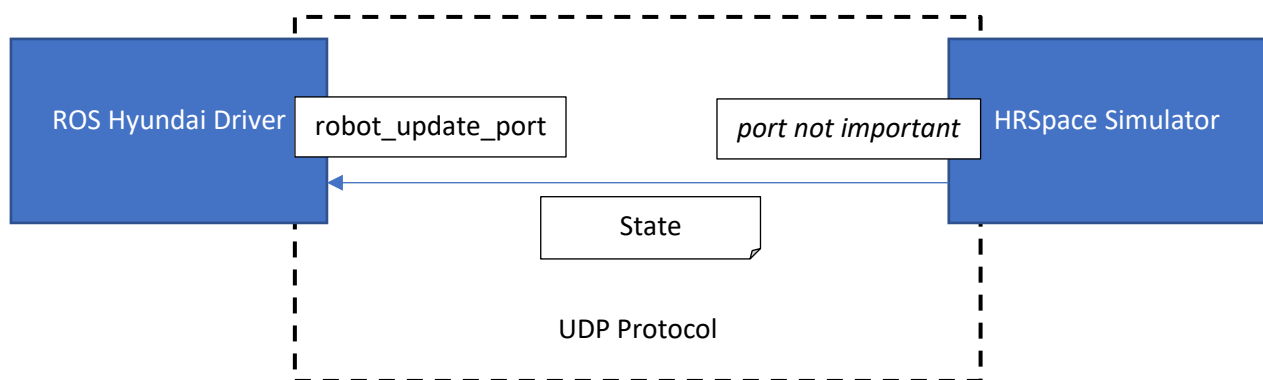 ROS Hyundai Driver
robot_update_port
port not important
HRSpace Simulator
State
UDP Protocol